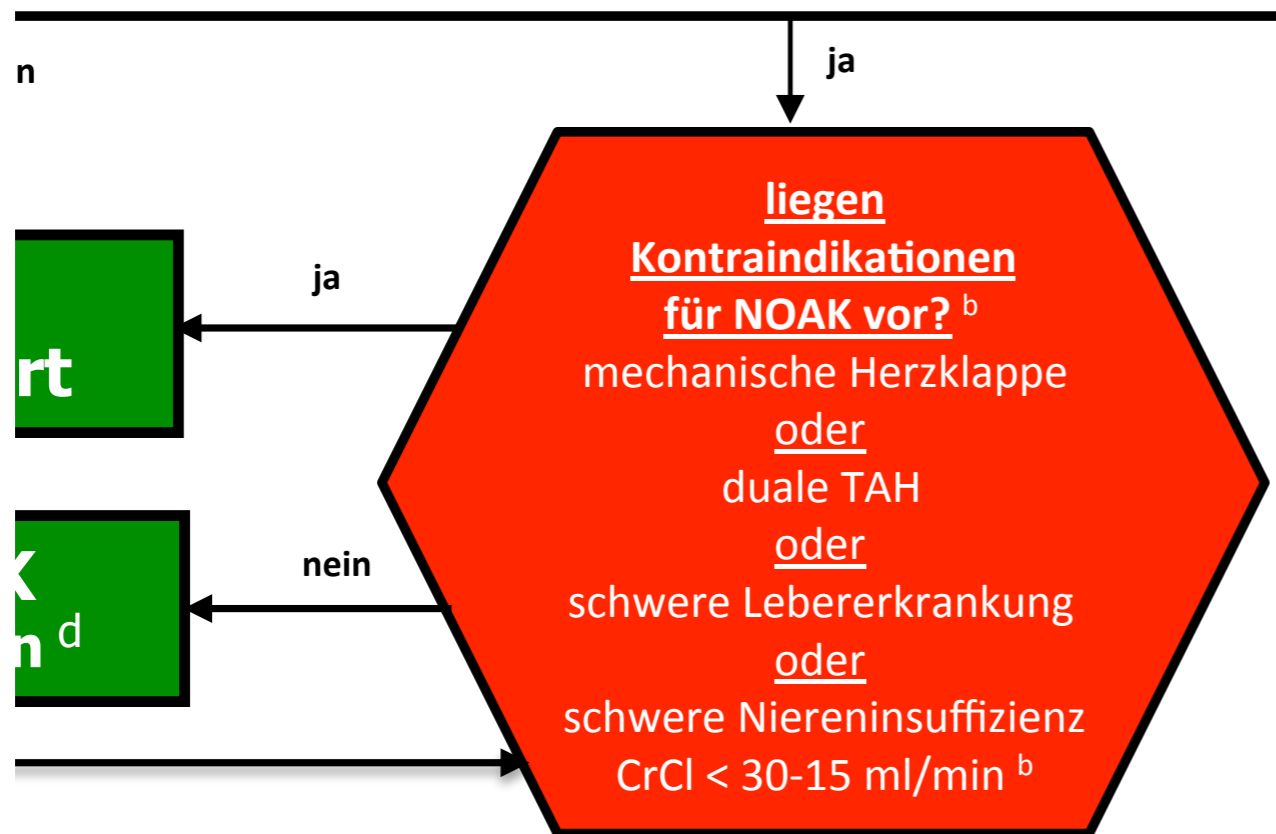 ja
n
liegen
Kontraindikationen
für NOAK vor? b
mechanische Herzklappe
oder
duale TAH
oder
schwere Lebererkrankung
oder
schwere Niereninsuffizienz
CrCl < 30-15 ml/min b
ja
rt
nein
K
n d